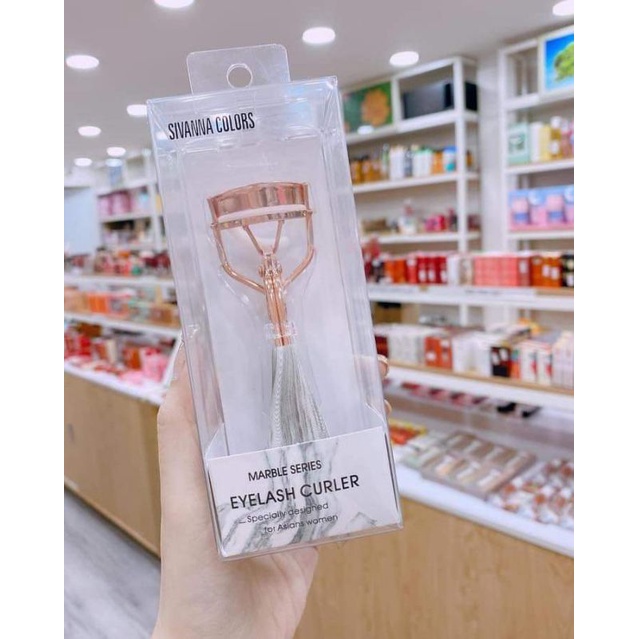 SIVANNA COLORS
MARBLE SERIES
EYELASH CURLER
—Specially designed
for Asians women